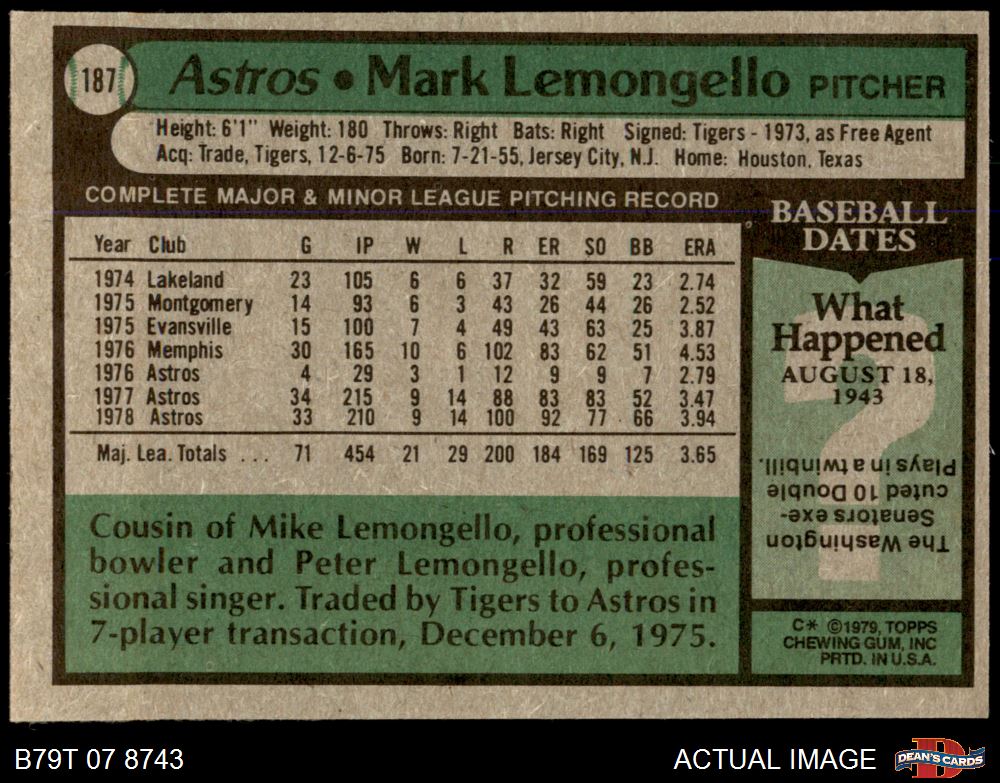 187 Astros • Mark Lemongello PITCHER
Height: 6'1" Weight: 180 Throws: Right Bats: Right Signed: Tigers - 1973, as Free Agent
Acq: Trade, Tigers, 12-6-75 Born: 7-21-55, Jersey City, N.J. Home: Houston, Texas
COMPLETE MAJOR & MINOR LEAGUE PITCHING RECORD
Year Club G IP W L R ER SO BB ERA
1974 Lakeland 23 105 6 6 37 32 59 23 2.74
1975 Montgomery 14 93 6 3 43 26 44 26 2.52
1975 Evansville 15 100 7 4 49 43 63 25 3.87
1976 Memphis 30 165 10 6 102 83 62 51 4.53
1976 Astros 4 29 3 1 12 9 9 7 2.79
1977 Astros 34 215 9 14 88 83 83 52 3.47
1978 Astros 33 210 9 14 100 92 77 66 3.94
Maj. Lea. Totals ... 71 454 21 29 200 184 169 125 3.65
Cousin of Mike Lemongello, professional
bowler and Peter Lemongello, profes-
sional singer. Traded by Tigers to Astros in
7-player transaction, December 6, 1975.
BASEBALL
DATES
What
Happened
AUGUST 18,
1943
?
The Washington
Senators exe-
cuted 10 Double
Plays in a twinbill.
C* ©1979, TOPPS
CHEWING GUM, INC
PRTD. IN U.S.A.
B79T 07 8743
ACTUAL IMAGE
D
DEAN'S CARDS